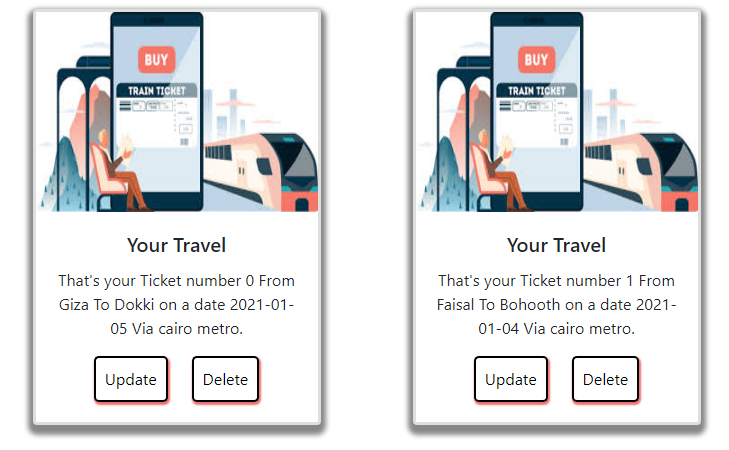 BUY
TRAIN TICKET
Your Travel
That's your Ticket number 0 From
Giza To Dokki on a date 2021-01-
05 Via cairo metro.
Update Delete
BUY
TRAIN TICKET
Your Travel
That's your Ticket number 1 From
Faisal To Bohooth on a date 2021-
01-04 Via cairo metro.
Update Delete